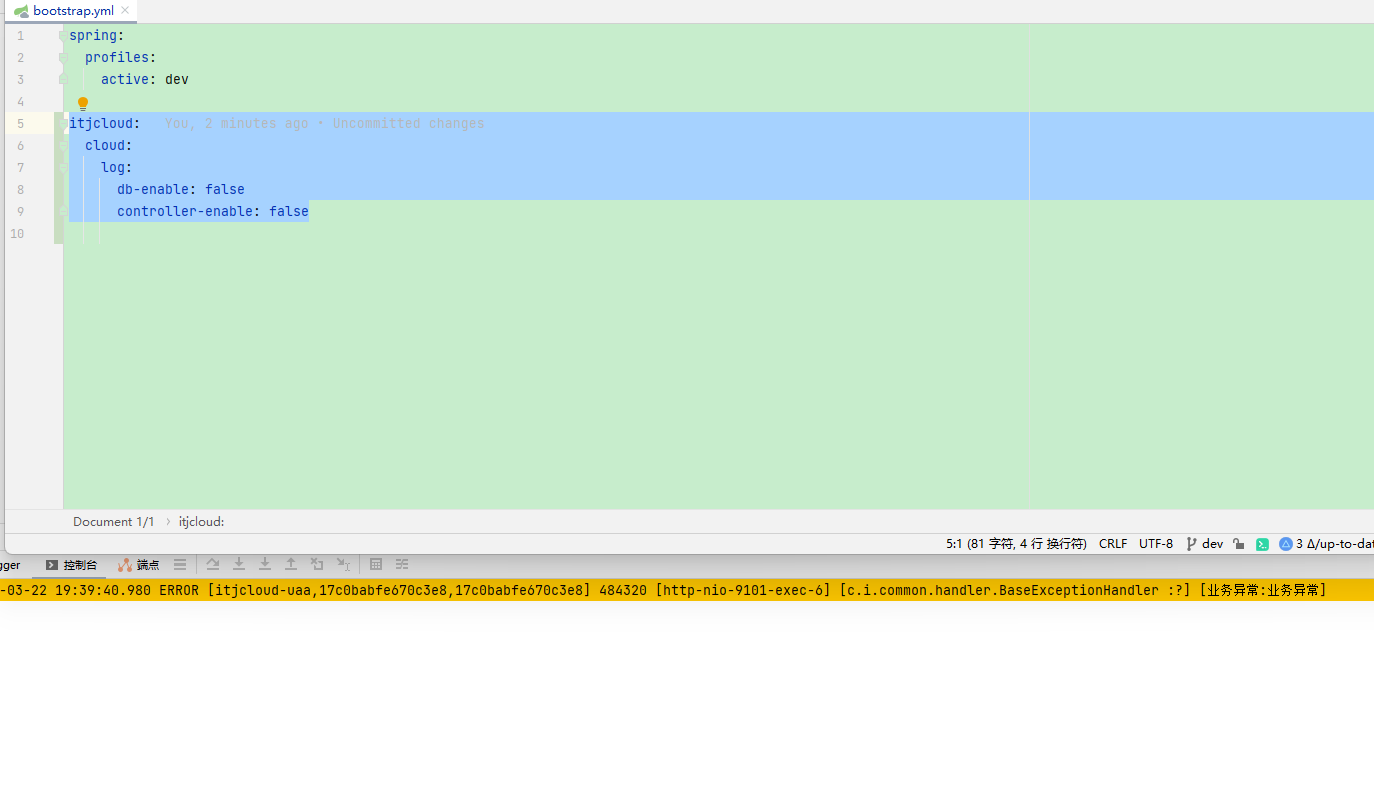 bootstrap.yml
1 spring:
2 profiles:
3 active: dev
4
5 itjcloud: You, 2 minutes ago · Uncommitted changes
6 cloud:
7 log:
8 db-enable: false
9 controller-enable: false
10
Document 1/1 › itjcloud:
5:1 (81 字符, 4 行 换行符) CRLF UTF-8 dev 3 Δ/up-to-dat
gger 控制台 端点
-03-22 19:39:40.980 ERROR [itjcloud-uaa,17c0babfe670c3e8,17c0babfe670c3e8] 484320 [http-nio-9101-exec-6] [c.i.common.handler.BaseExceptionHandler :?] [业务异常:业务异常]